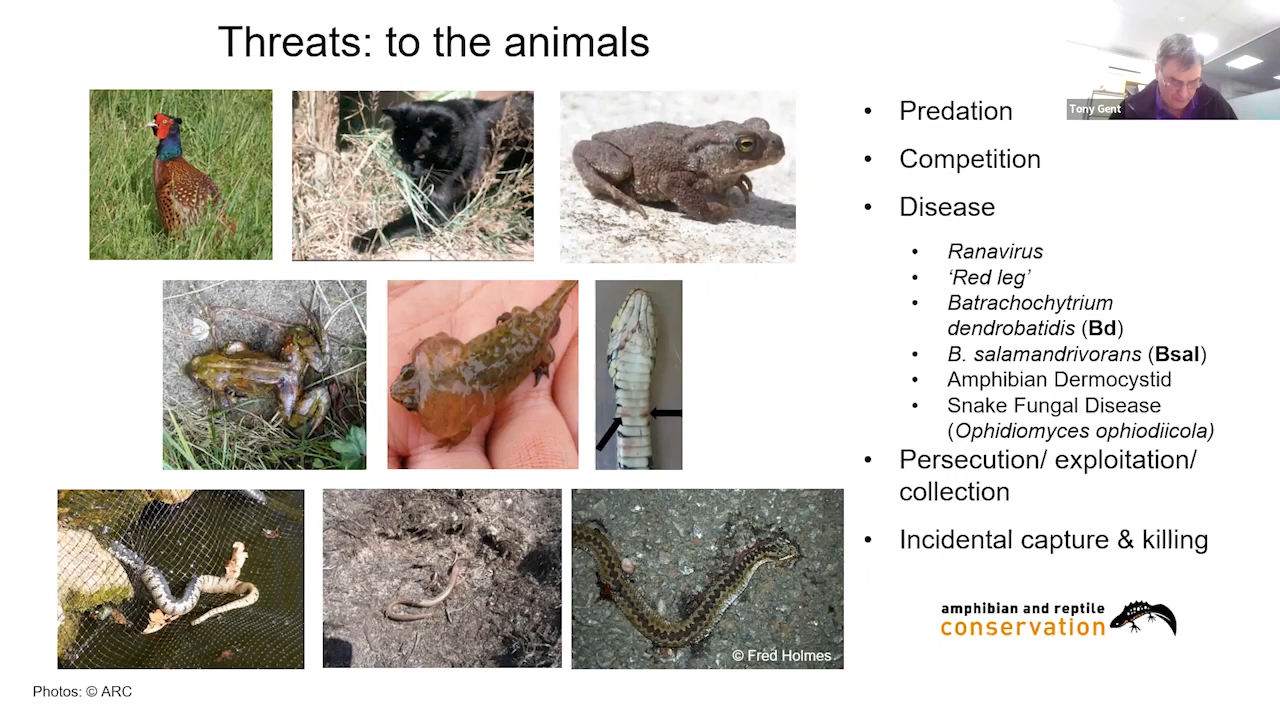 Threats: to the animals
Tony Gent
• Predation
• Competition
• Disease
• Ranavirus
• ‘Red leg’
• Batrachochytrium
dendrobatidis (Bd)
• B. salamandrivorans (Bsal)
• Amphibian Dermocystid
• Snake Fungal Disease
(Ophidiomyces ophiodiicola)
• Persecution/ exploitation/
collection
• Incidental capture & killing
amphibian and reptile
conservation
© Fred Holmes
Photos: © ARC